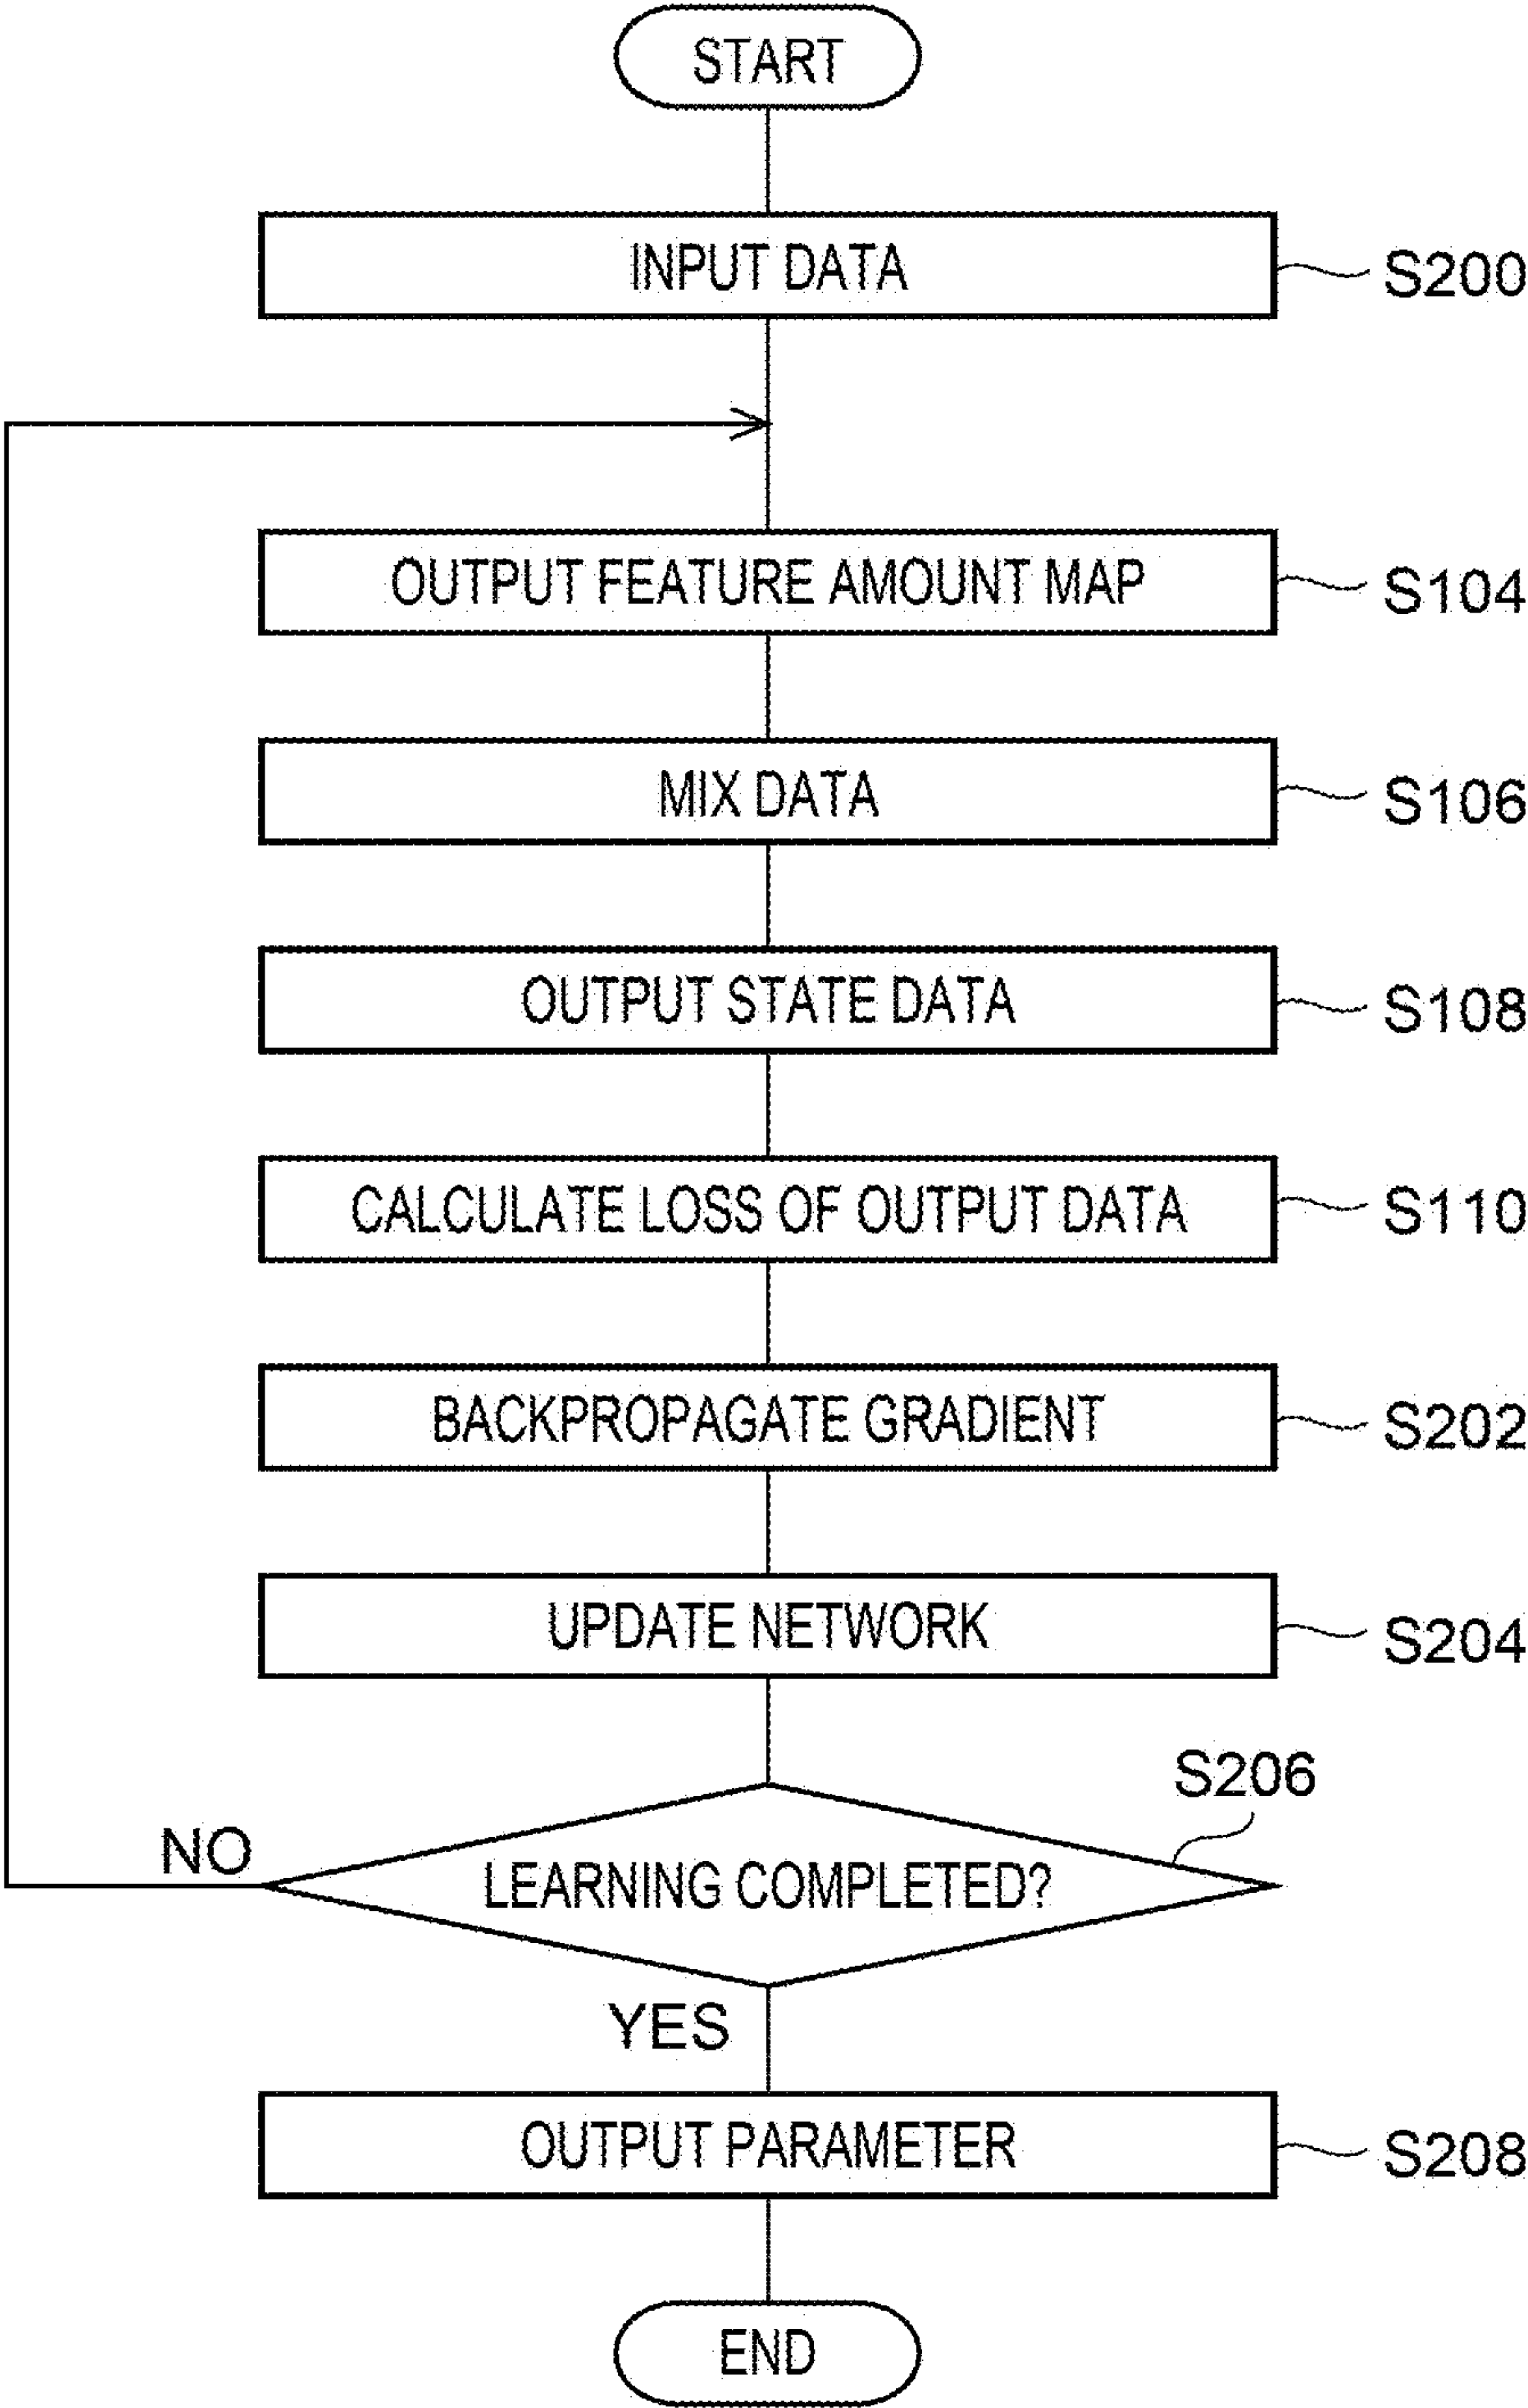 START
INPUT DATA
S200
OUTPUT FEATURE AMOUNT MAP
S104
MIX DATA
S106
OUTPUT STATE DATA
S108
CALCULATE LOSS OF OUTPUT DATA
S110
BACKPROPAGATE GRADIENT
S202
UPDATE NETWORK
S204
S206
NO
LEARNING COMPLETED?
YES
OUTPUT PARAMETER
S208
END